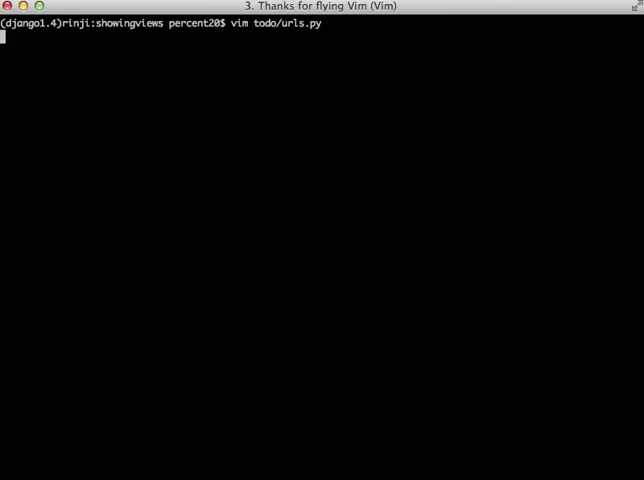 3. Thanks for flying Vim (Vim)
(django1.4)rinji:showingviews percent20$ vim todo/urls.py